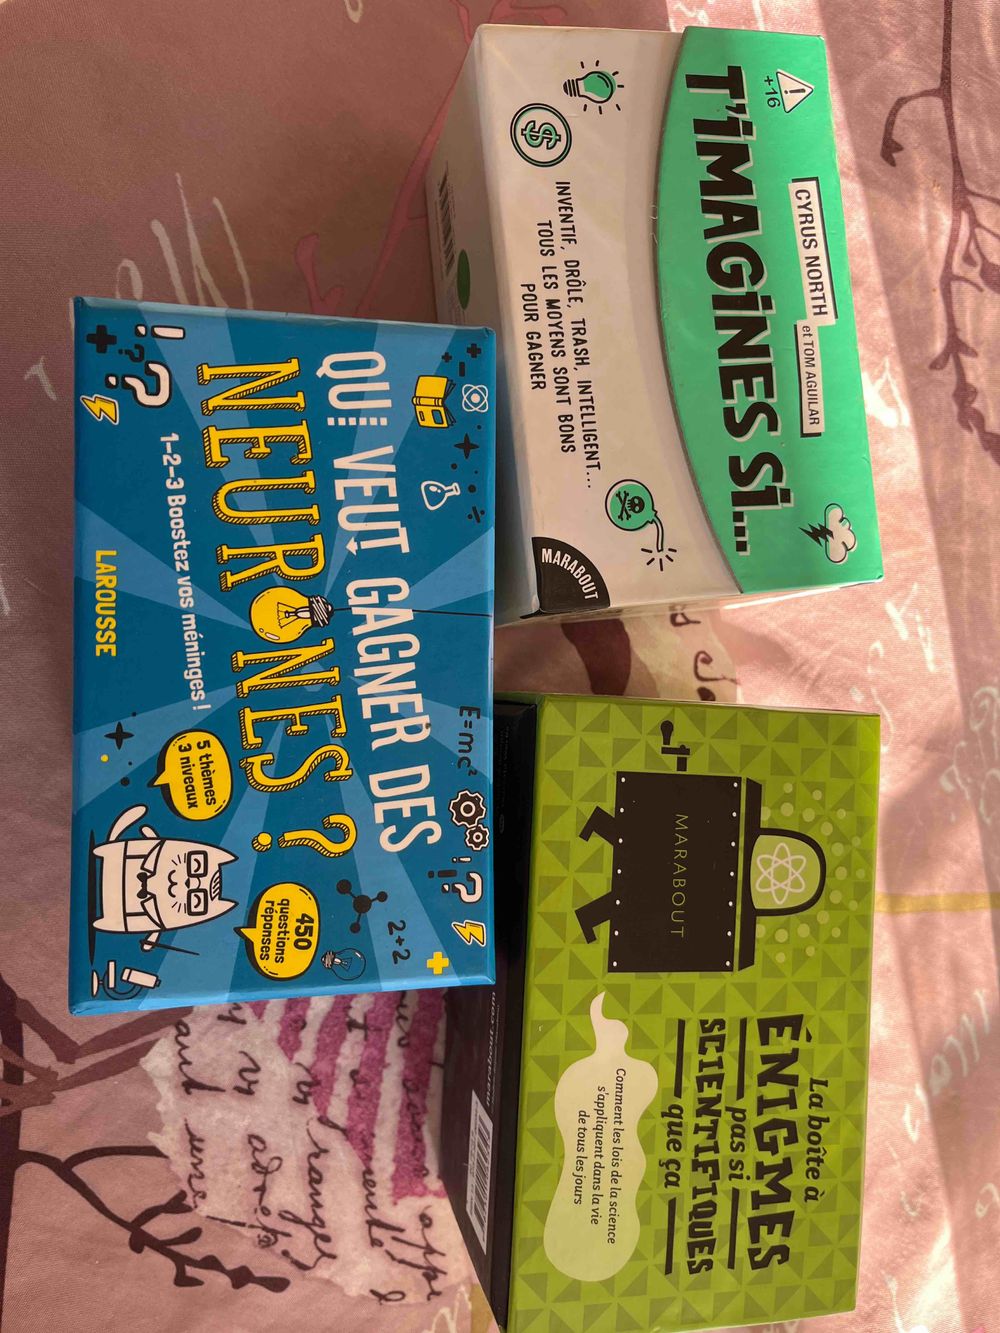 +16
CYRUS NORTH
et TOM AGUILAR
T'IMAGINES SI...
INVENTIF, DRÔLE, TRASH, INTELLIGENT...
TOUS LES MOYENS SONT BONS
POUR GAGNER
MARABOUT
QUI VEUT GAGNER DES
NEURONES ?
1-2-3 Boostez vos méninges !
LAROUSSE
5 thèmes
3 niveaux
450
questions
réponses
E=mc²
2+2
MARABOUT
La boîte à
ÉNIGMES
pas si
SCIENTIFIQUES
que ça
Comment les lois de la science
s'appliquent dans la vie
de tous les jours